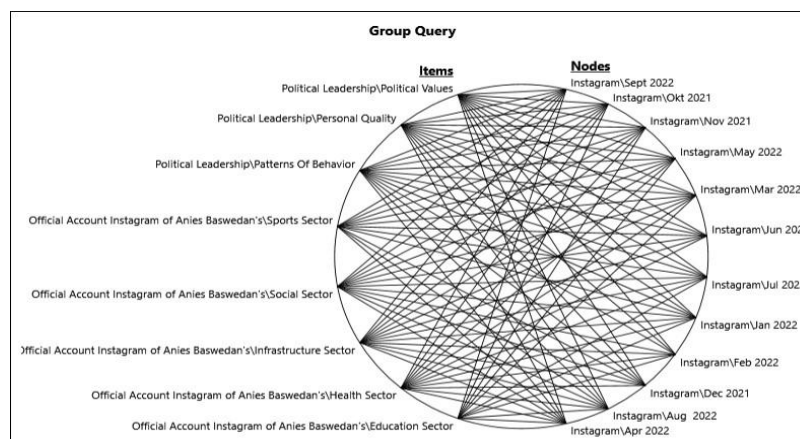 Group Query
Items
Nodes
Political Leadership\Political Values
Instagram\Sept 2022
Instagram\Okt 2021
Political Leadership\Personal Quality
Instagram\Nov 2021
Political Leadership\Patterns Of Behavior
Instagram\May 2022
Instagram\Mar 2022
Official Account Instagram of Anies Baswedan's\Sports Sector
Instagram\Jun 202
Official Account Instagram of Anies Baswedan's\Social Sector
Instagram\Jul 202
Instagram\Jan 2022
Official Account Instagram of Anies Baswedan's\Infrastructure Sector
Instagram\Feb 2022
Official Account Instagram of Anies Baswedan's\Health Sector
Instagram\Dec 2021
Instagram\Aug 2022
Official Account Instagram of Anies Baswedan's\Education Sector
Instagram\Apr 2022